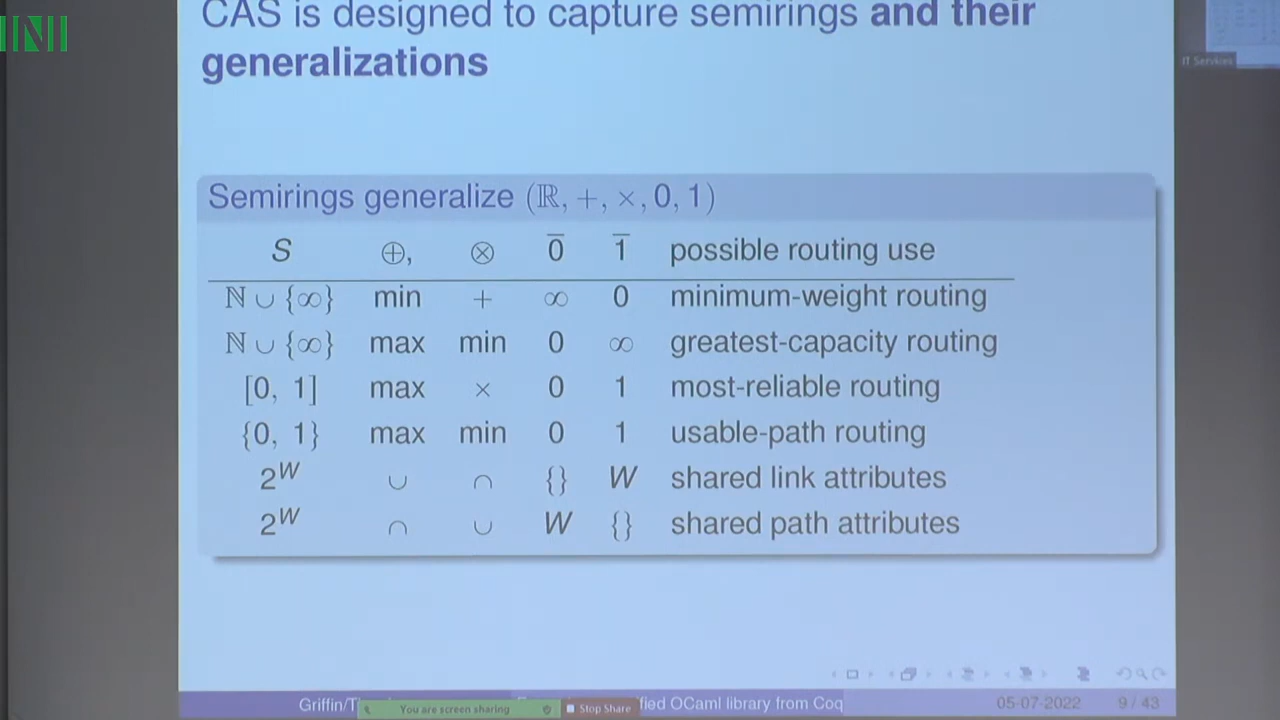 INI
CAS is designed to capture semirings and their
generalizations
IT Services
Semirings generalize (ℝ, +, ×, 0, 1)
S ⊕, ⊗ 0̅ 1̅ possible routing use
ℕ ∪ {∞} min + ∞ 0 minimum-weight routing
ℕ ∪ {∞} max min 0 ∞ greatest-capacity routing
[0, 1] max × 0 1 most-reliable routing
{0, 1} max min 0 1 usable-path routing
2^W ∪ ∩ {} W shared link attributes
2^W ∩ ∪ W {} shared path attributes
Griffin/T fied OCaml library from Coq 05-07-2022 9 / 43
You are screen sharing Stop Share